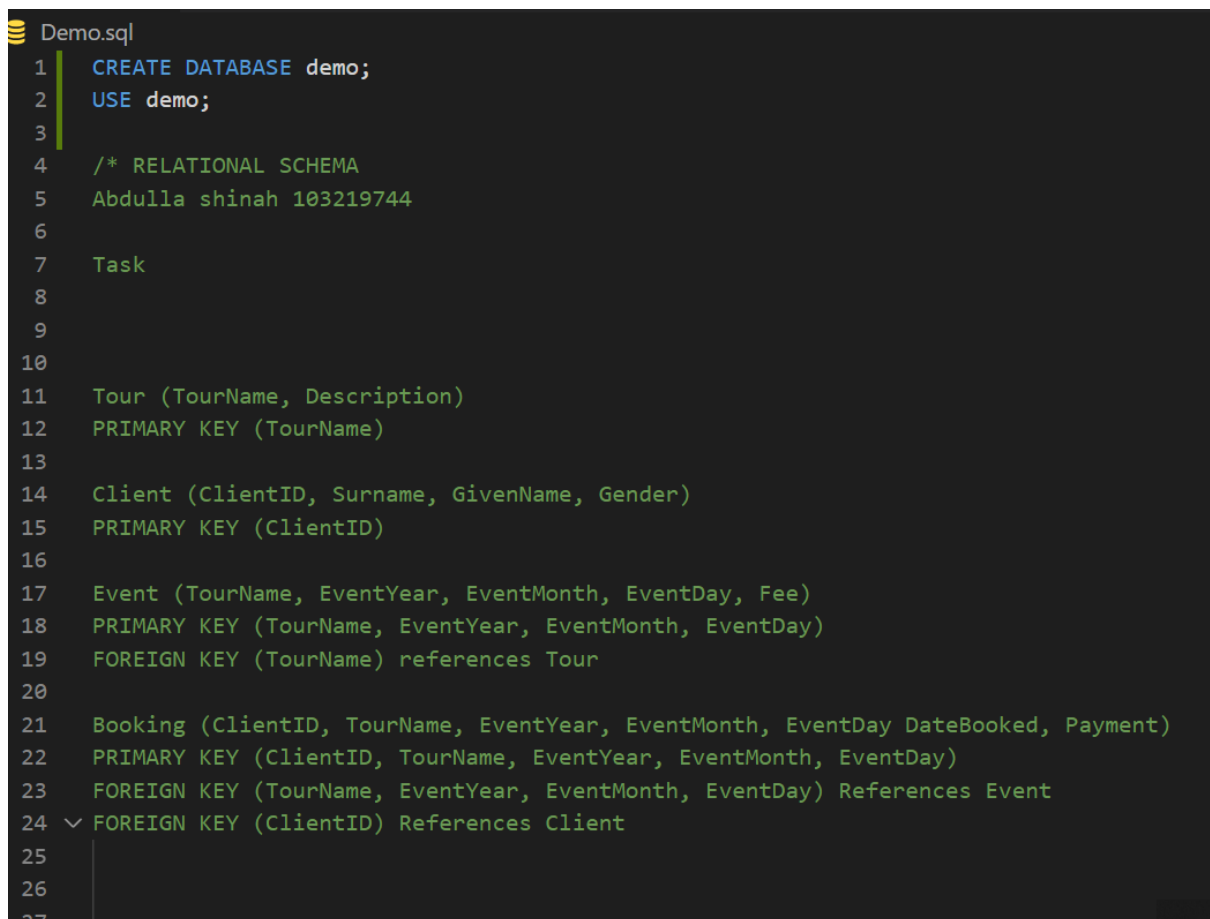 Demo.sql
1 CREATE DATABASE demo;
2 USE demo;
3
4 /* RELATIONAL SCHEMA
5 Abdulla shinah 103219744
6
7 Task
8
9
10
11 Tour (TourName, Description)
12 PRIMARY KEY (TourName)
13
14 Client (ClientID, Surname, GivenName, Gender)
15 PRIMARY KEY (ClientID)
16
17 Event (TourName, EventYear, EventMonth, EventDay, Fee)
18 PRIMARY KEY (TourName, EventYear, EventMonth, EventDay)
19 FOREIGN KEY (TourName) references Tour
20
21 Booking (ClientID, TourName, EventYear, EventMonth, EventDay DateBooked, Payment)
22 PRIMARY KEY (ClientID, TourName, EventYear, EventMonth, EventDay)
23 FOREIGN KEY (TourName, EventYear, EventMonth, EventDay) References Event
24 FOREIGN KEY (ClientID) References Client
25
26